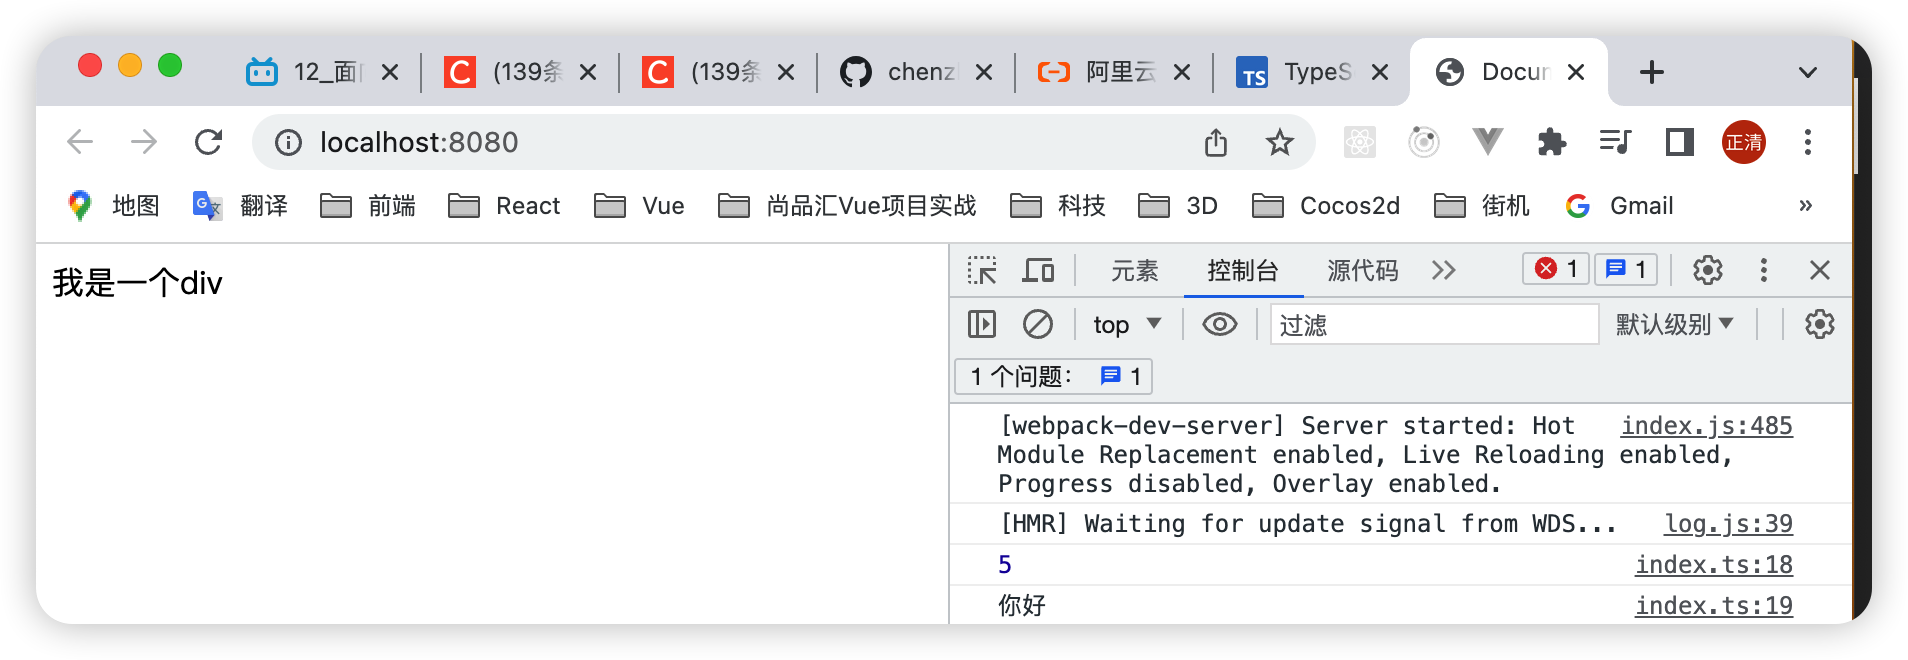 12_面 (139条 (139条 chenz 阿里云 TypeS Docun
localhost:8080 正清
地图 翻译 前端 React Vue 尚品汇Vue项目实战 科技 3D Cocos2d 街机 Gmail »
我是一个div
元素 控制台 源代码 1 1
top 过滤 默认级别
1 个问题: 1
[webpack-dev-server] Server started: Hot index.js:485
Module Replacement enabled, Live Reloading enabled,
Progress disabled, Overlay enabled.
[HMR] Waiting for update signal from WDS... log.js:39
5 index.ts:18
你好 index.ts:19